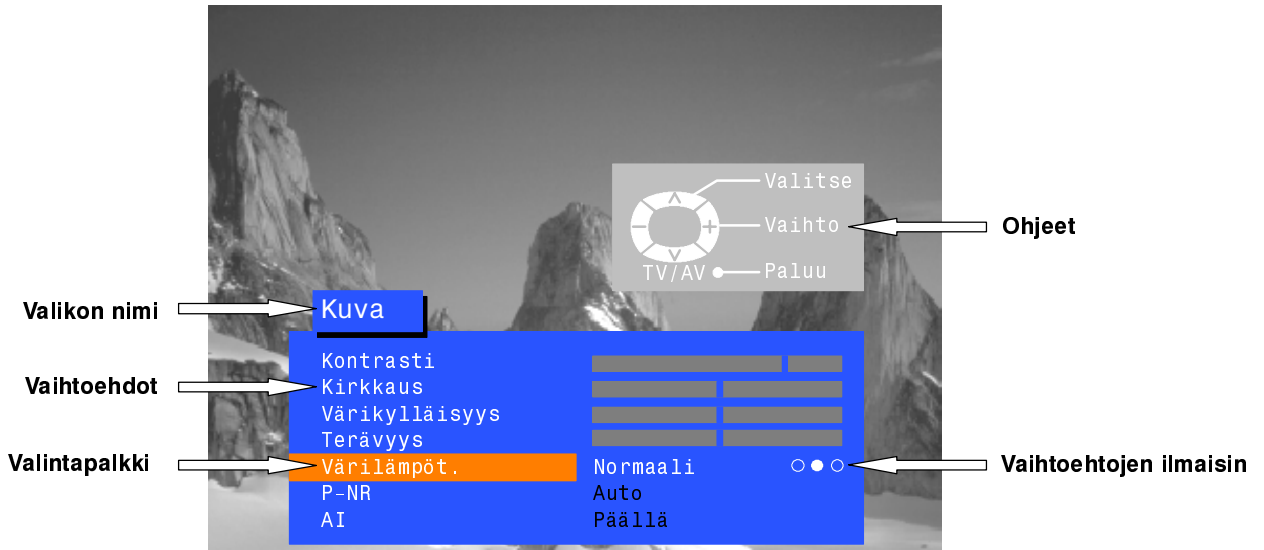 Valitse
Vaihto
TV/AV Paluu
Ohjeet
Valikon nimi
Kuva
Vaihtoehdot
Valintapalkki
Kontrasti
Kirkkaus
Värikylläisyys
Terävyys
Värilämpöt. Normaali
P-NR Auto
AI Päällä
Vaihtoehtojen ilmaisin